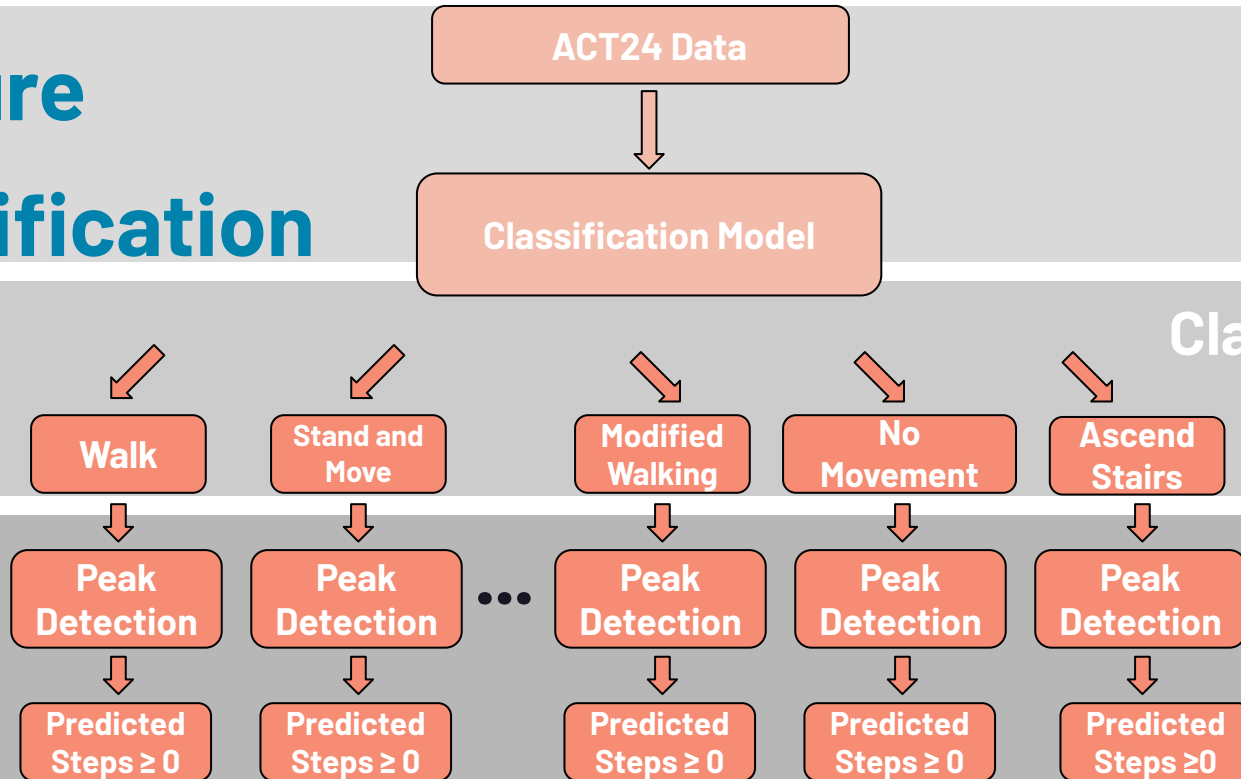 ACT24 Data
ure
ification
Classification Model
Cla
Walk
Stand and
Move
Modified
Walking
No
Movement
Ascend
Stairs
Peak
Detection
Peak
Detection
...
Peak
Detection
Peak
Detection
Peak
Detection
Predicted
Steps ≥ 0
Predicted
Steps ≥ 0
Predicted
Steps ≥ 0
Predicted
Steps ≥ 0
Predicted
Steps ≥0